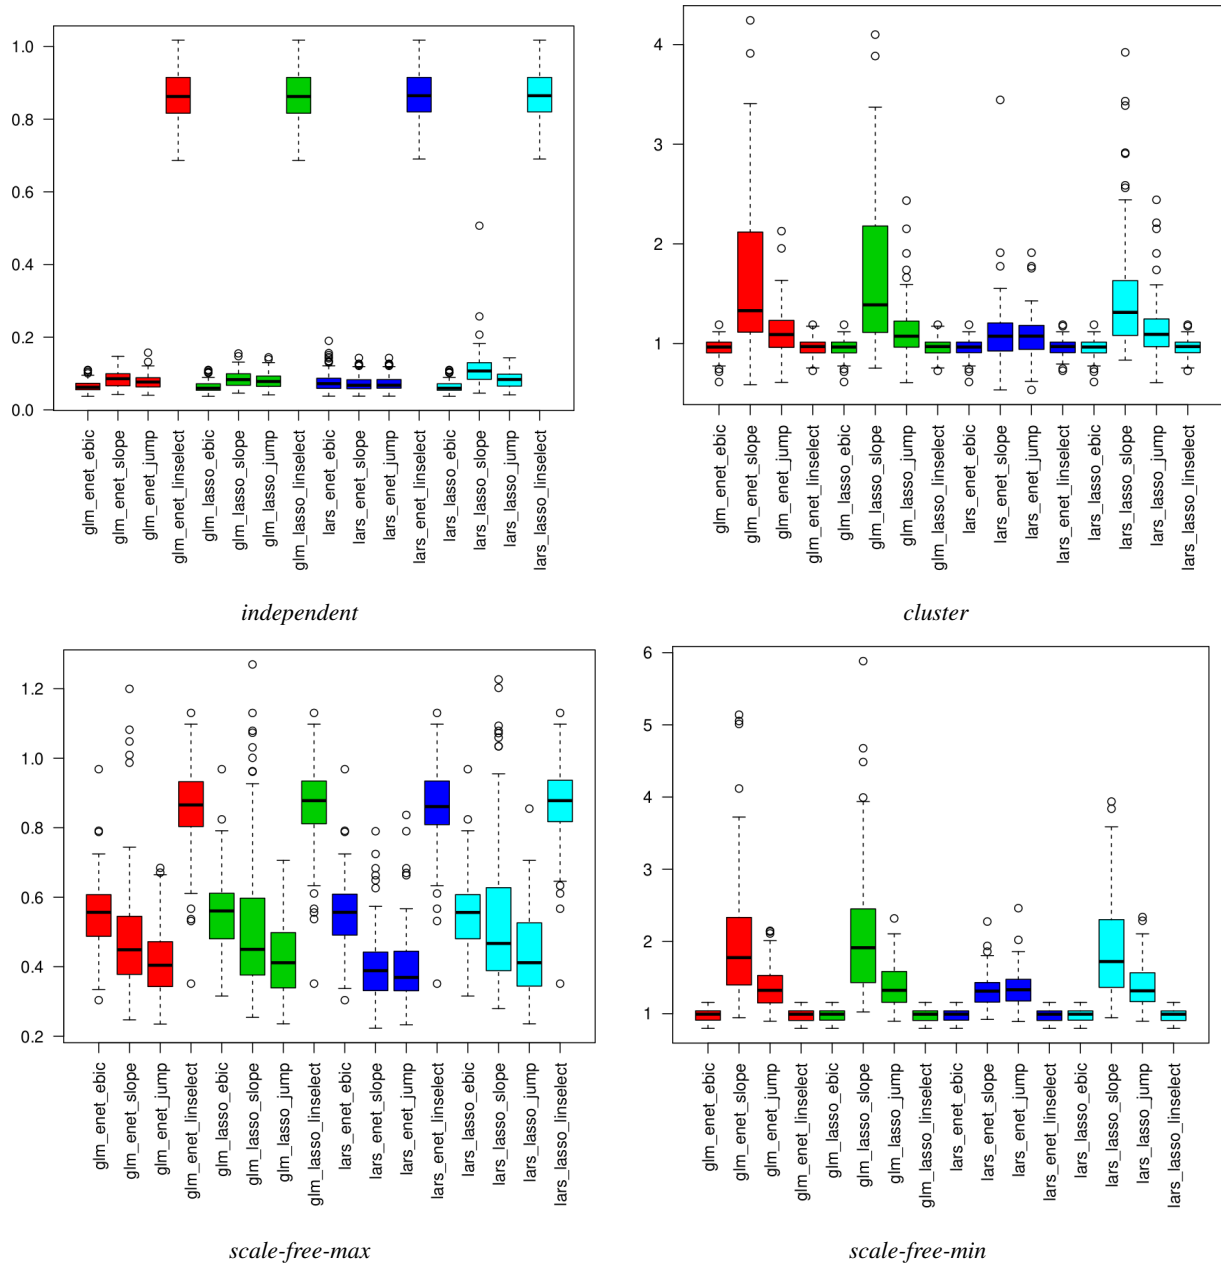 1.0
0.8
0.6
0.4
0.2
0.0
glm_enet_ebic
glm_enet_slope
glm_enet_jump
glm_enet_linselect
glm_lasso_ebic
glm_lasso_slope
glm_lasso_jump
glm_lasso_linselect
lars_enet_ebic
lars_enet_slope
lars_enet_jump
lars_enet_linselect
lars_lasso_ebic
lars_lasso_slope
lars_lasso_jump
lars_lasso_linselect
independent
4
3
2
1
glm_enet_ebic
glm_enet_slope
glm_enet_jump
glm_enet_linselect
glm_lasso_ebic
glm_lasso_slope
glm_lasso_jump
glm_lasso_linselect
lars_enet_ebic
lars_enet_slope
lars_enet_jump
lars_enet_linselect
lars_lasso_ebic
lars_lasso_slope
lars_lasso_jump
lars_lasso_linselect
cluster
1.2
1.0
0.8
0.6
0.4
0.2
glm_enet_ebic
glm_enet_slope
glm_enet_jump
glm_enet_linselect
glm_lasso_ebic
glm_lasso_slope
glm_lasso_jump
glm_lasso_linselect
lars_enet_ebic
lars_enet_slope
lars_enet_jump
lars_enet_linselect
lars_lasso_ebic
lars_lasso_slope
lars_lasso_jump
lars_lasso_linselect
scale-free-max
6
5
4
3
2
1
glm_enet_ebic
glm_enet_slope
glm_enet_jump
glm_enet_linselect
glm_lasso_ebic
glm_lasso_slope
glm_lasso_jump
glm_lasso_linselect
lars_enet_ebic
lars_enet_slope
lars_enet_jump
lars_enet_linselect
lars_lasso_ebic
lars_lasso_slope
lars_lasso_jump
lars_lasso_linselect
scale-free-min